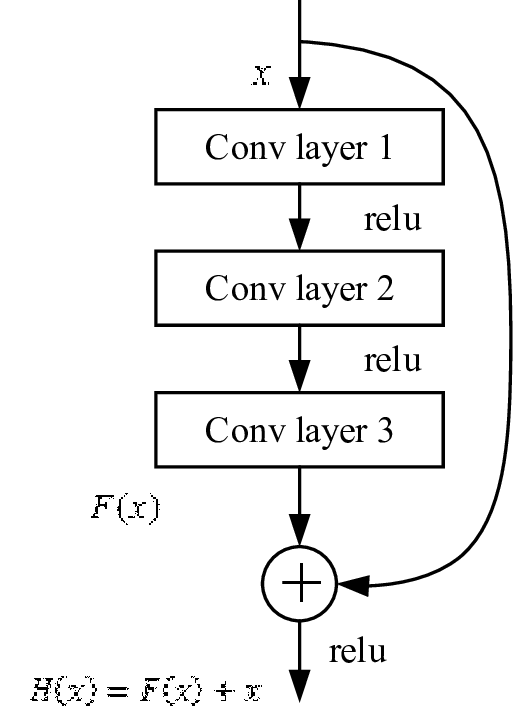 x
Conv layer 1
relu
Conv layer 2
relu
Conv layer 3
F(x)
+
relu
H(x) = F(x) + x